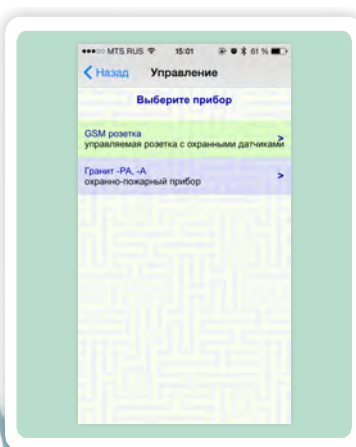 MTS RUS 15:01 61 %
Назад Управление
Выберите прибор
GSM розетка
управляемая розетка с охранными датчиками >
Гранит -РА, -А >
охранно-пожарный прибор